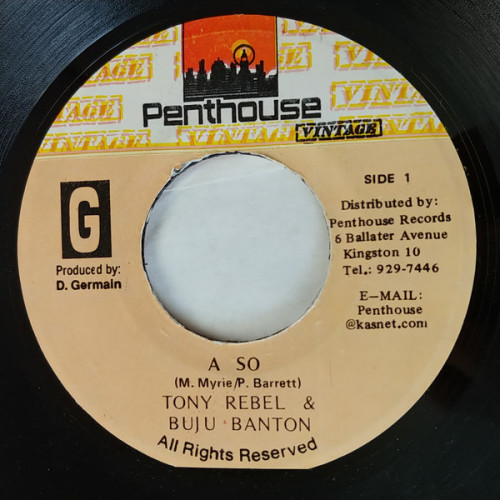 VINTAGE
Penthouse
VINTAGE
SIDE 1
G
Produced by:
D. Germain
Distributed by:
Penthouse Records
6 Ballater Avenue
Kingston 10
Tel.: 929-7446
E-MAIL:
Penthouse
@kasnet.com
A SO
(M. Myrie/P. Barrett)
TONY REBEL &
BUJU BANTON
All Rights Reserved